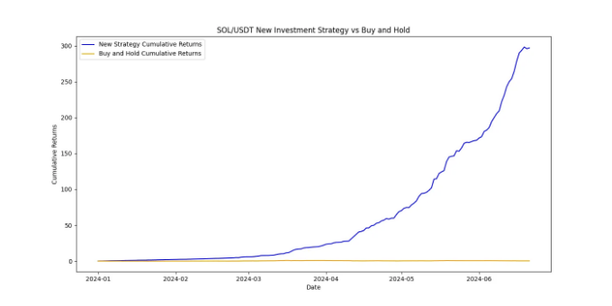 SOL/USDT New Investment Strategy vs Buy and Hold
New Strategy Cumulative Returns
Buy and Hold Cumulative Returns
300
250
200
150
100
50
0
Cumulative Returns
2024-01 2024-02 2024-03 2024-04 2024-05 2024-06
Date